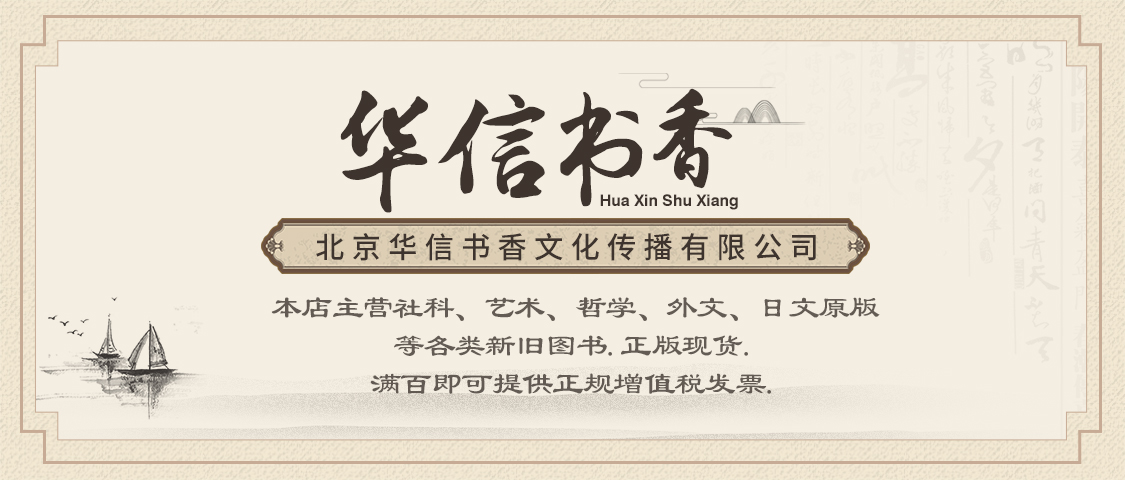 华信书香
Hua Xin Shu Xiang
北京华信书香文化传播有限公司
本店主营社科、艺术、哲学、外文、日文原版
等各类新旧图书.正版现货.
满百即可提供正规增值税发票.